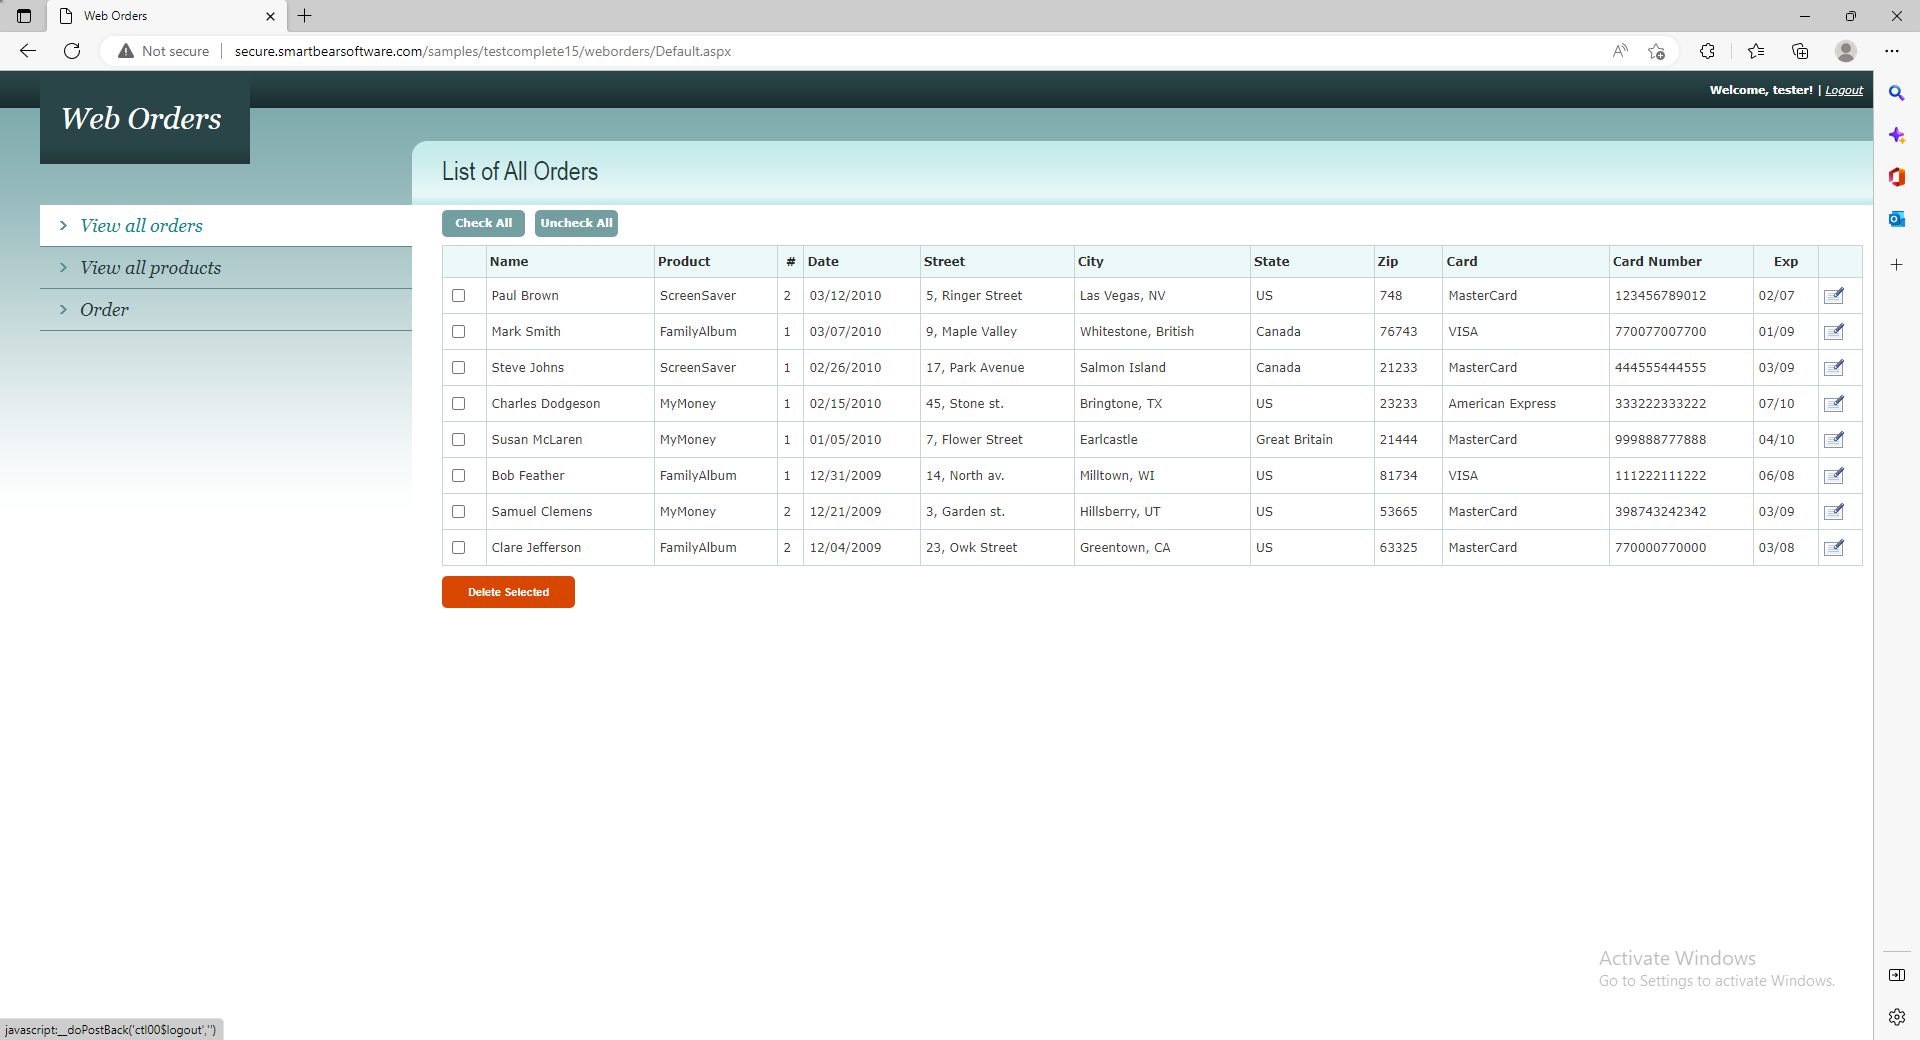 Web Orders
Not secure
secure.smartbearsoftware.com/samples/testcomplete15/weborders/Default.aspx
Welcome, tester! | Logout
Web Orders
List of All Orders
View all orders
View all products
Order
Check All Uncheck All
Name Product # Date Street City State Zip Card Card Number Exp
Paul Brown ScreenSaver 2 03/12/2010 5, Ringer Street Las Vegas, NV US 748 MasterCard 123456789012 02/07
Mark Smith FamilyAlbum 1 03/07/2010 9, Maple Valley Whitestone, British Canada 76743 VISA 770077007700 01/09
Steve Johns ScreenSaver 1 02/26/2010 17, Park Avenue Salmon Island Canada 21233 MasterCard 444555444555 03/09
Charles Dodgeson MyMoney 1 02/15/2010 45, Stone st. Bringtone, TX US 23233 American Express 333222333222 07/10
Susan McLaren MyMoney 1 01/05/2010 7, Flower Street Earlcastle Great Britain 21444 MasterCard 999888777888 04/10
Bob Feather FamilyAlbum 1 12/31/2009 14, North av. Milltown, WI US 81734 VISA 111222111222 06/08
Samuel Clemens MyMoney 2 12/21/2009 3, Garden st. Hillsberry, UT US 53665 MasterCard 398743242342 03/09
Clare Jefferson FamilyAlbum 2 12/04/2009 23, Owk Street Greentown, CA US 63325 MasterCard 770000770000 03/08
Delete Selected
Activate Windows
Go to Settings to activate Windows.
javascript:__doPostBack('ctl00$logout','')